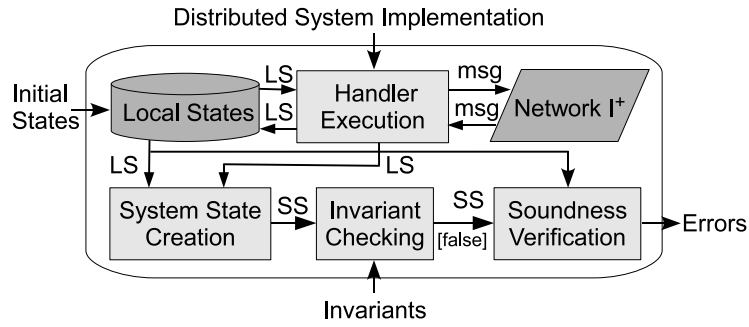 Distributed System Implementation
Initial
States
Local States
LS
LS
Handler
Execution
msg
msg
Network I⁺
LS
LS
System State
Creation
SS
Invariant
Checking
SS
[false]
Soundness
Verification
Errors
Invariants